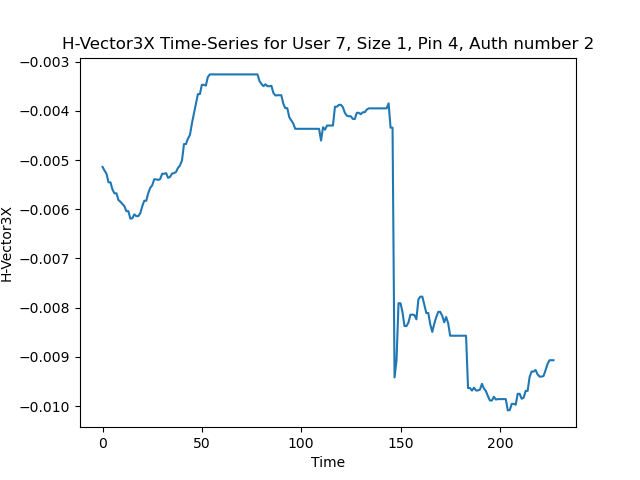 H-Vector3X Time-Series for User 7, Size 1, Pin 4, Auth number 2
−0.003
−0.004
−0.005
−0.006
−0.007
−0.008
−0.009
−0.010
H-Vector3X
0 50 100 150 200
Time